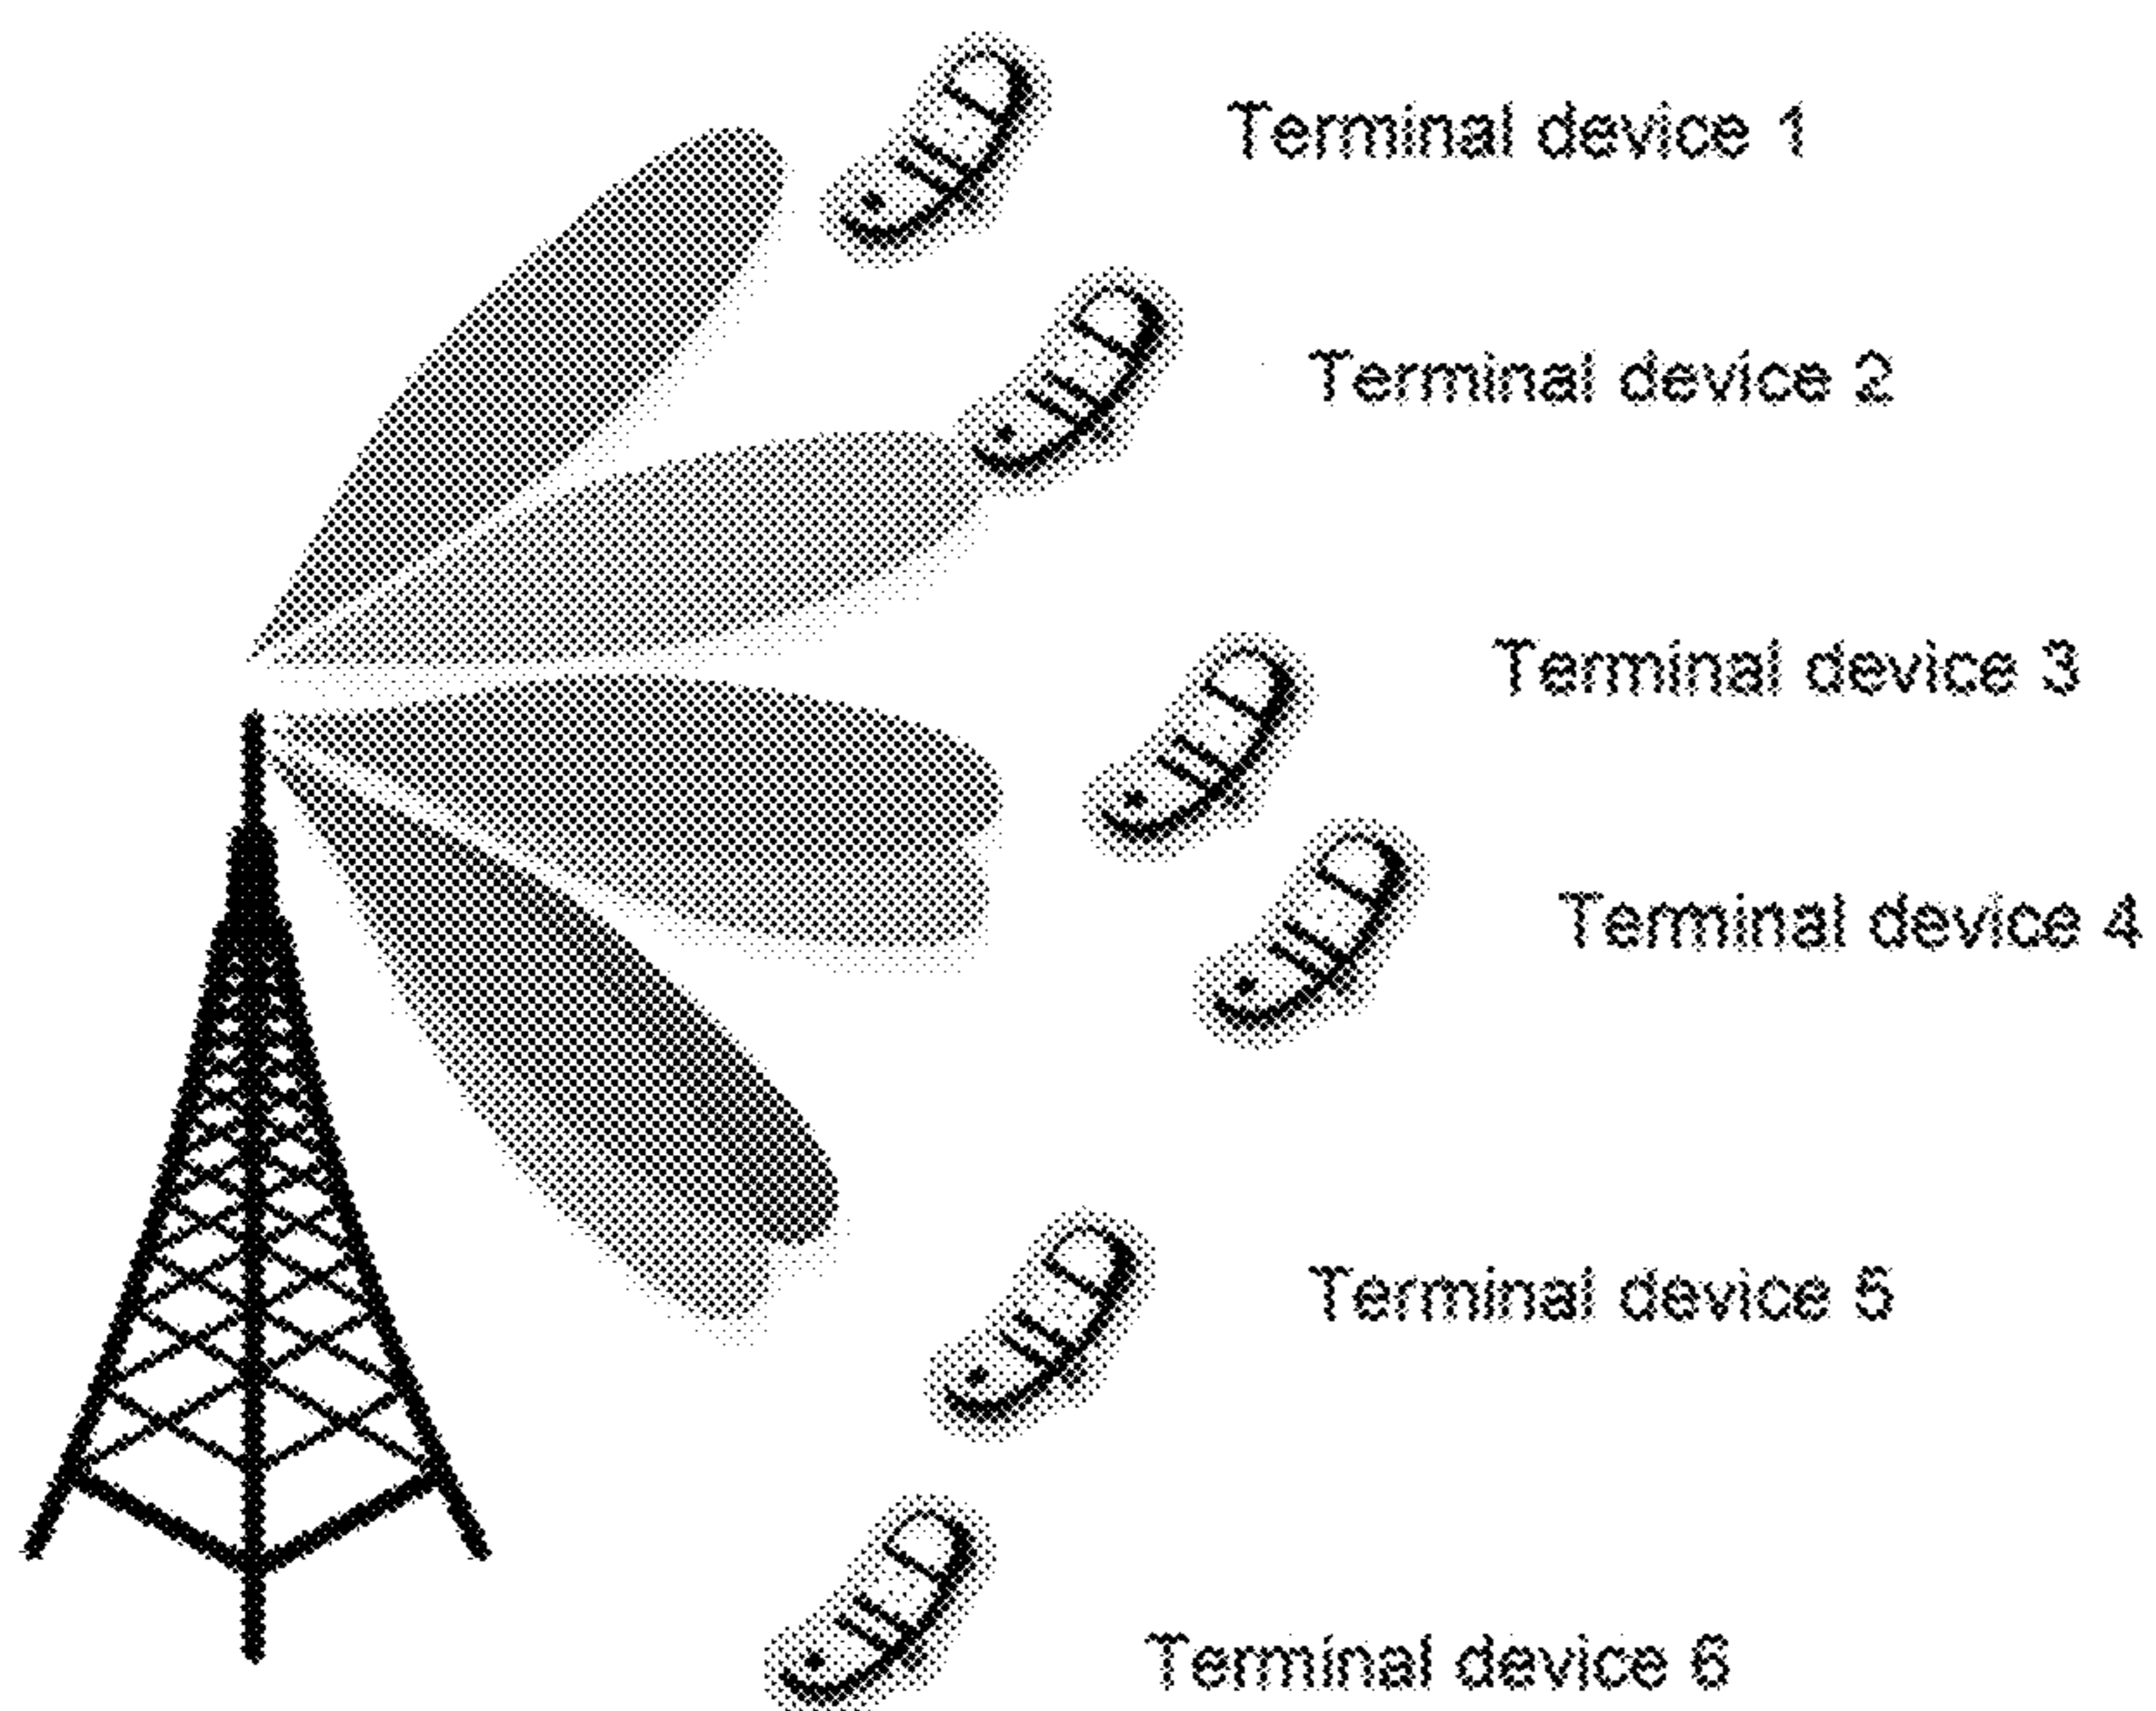 Terminal device 1
Terminal device 2
Terminal device 3
Terminal device 4
Terminal device 5
Terminal device 6